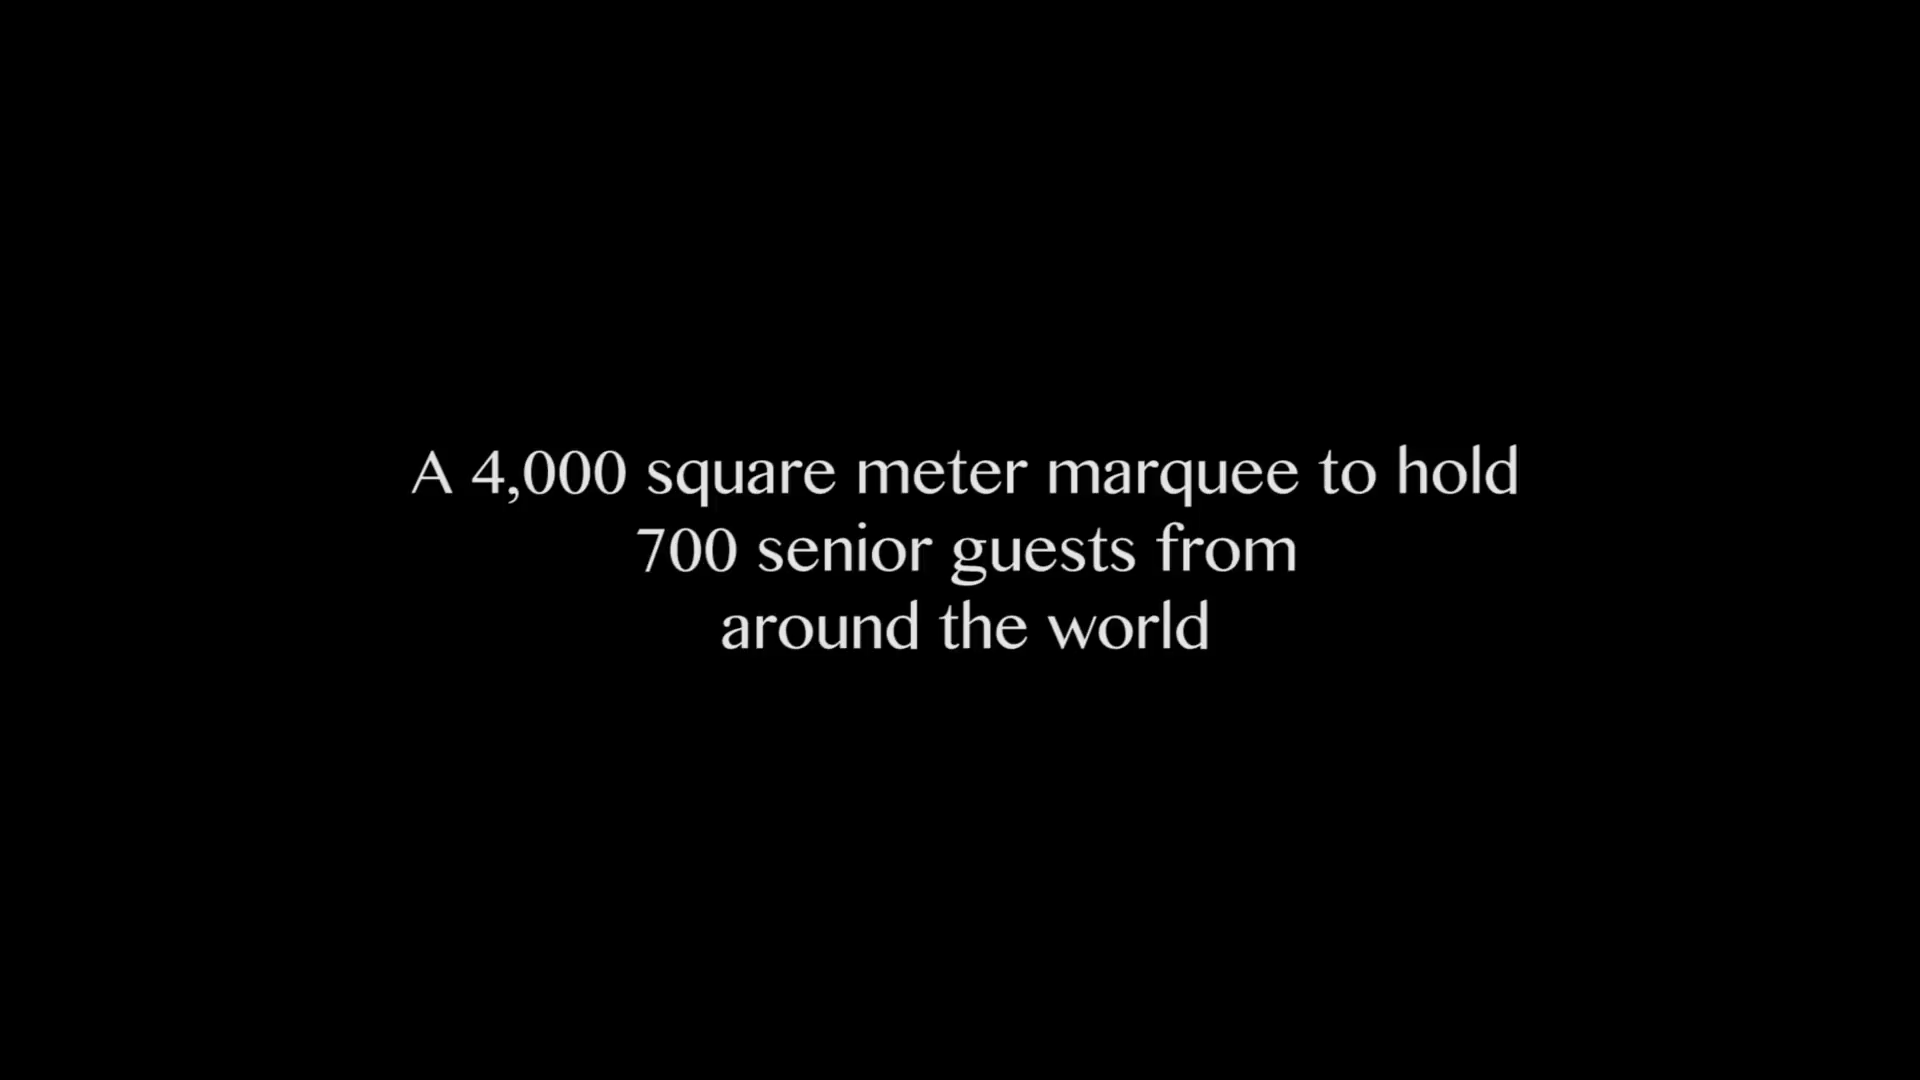 A 4,000 square meter marquee to hold
700 senior guests from
around the world